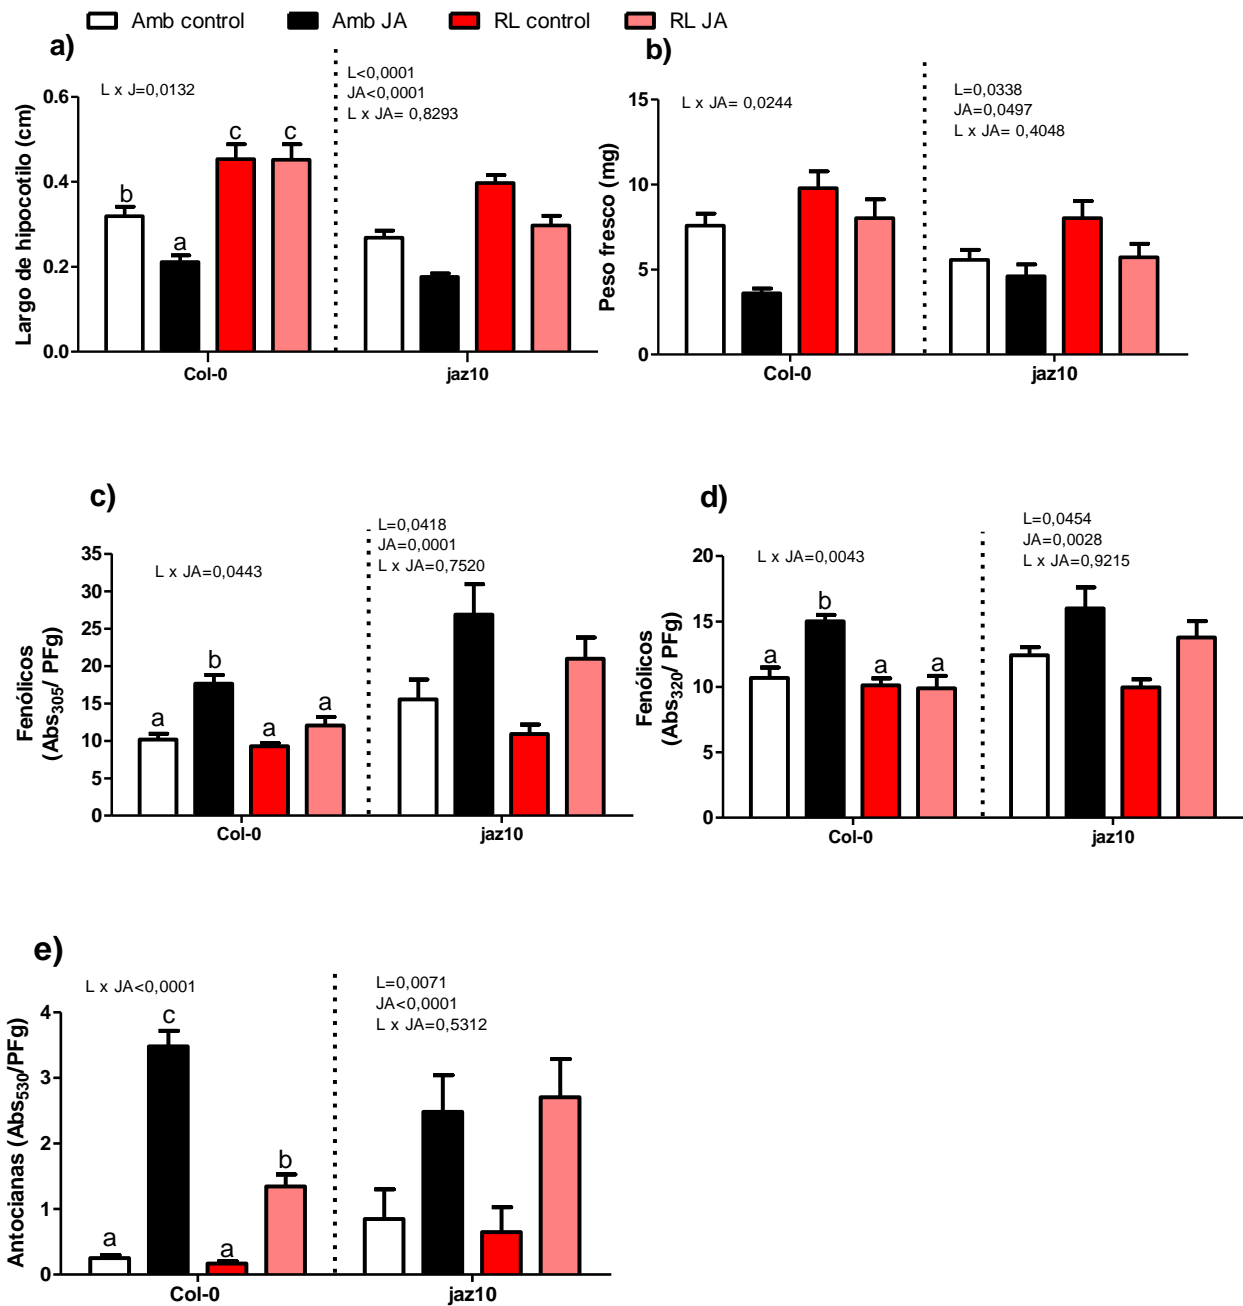 Amb control Amb JA RL control RL JA
a)
L x J=0,0132
L<0,0001
JA<0,0001
L x JA= 0,8293
Largo de hipocotilo (cm)
0.6
0.4
0.2
0.0
b
a
c
c
Col-0
jaz10
b)
L x JA= 0,0244
L=0,0338
JA=0,0497
L x JA= 0,4048
Peso fresco (mg)
15
10
5
0
Col-0
jaz10
c)
L x JA=0,0443
L=0,0418
JA=0,0001
L x JA=0,7520
Fenólicos
(Abs305/ PFg)
35
30
25
20
15
10
5
0
a
b
a
a
Col-0
jaz10
d)
L x JA=0,0043
L=0,0454
JA=0,0028
L x JA=0,9215
Fenólicos
(Abs320/ PFg)
20
15
10
5
0
a
b
a
a
Col-0
jaz10
e)
L x JA<0,0001
L=0,0071
JA<0,0001
L x JA=0,5312
Antocianas (Abs530/PFg)
4
3
2
1
0
a
c
a
b
Col-0
jaz10